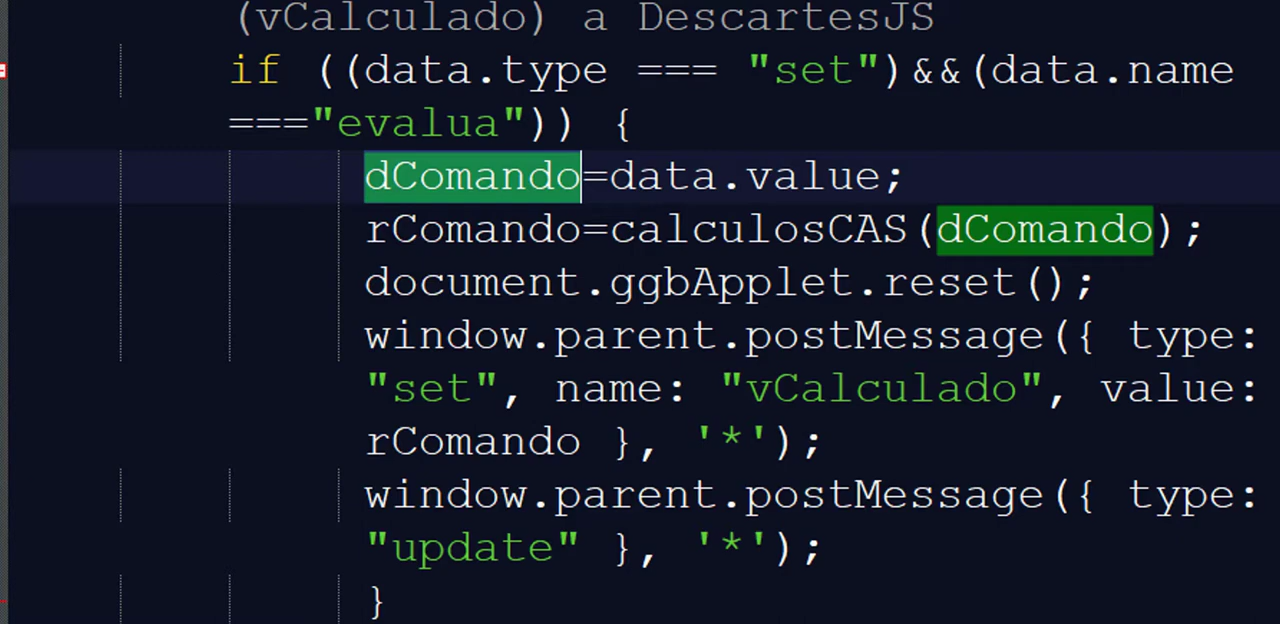 (vCalculado) a DescartesJS
if ((data.type === "set")&&(data.name
==="evalua")) {
dComando=data.value;
rComando=calculosCAS(dComando);
document.ggbApplet.reset();
window.parent.postMessage({ type:
"set", name: "vCalculado", value:
rComando }, '*');
window.parent.postMessage({ type:
"update" }, '*');
}